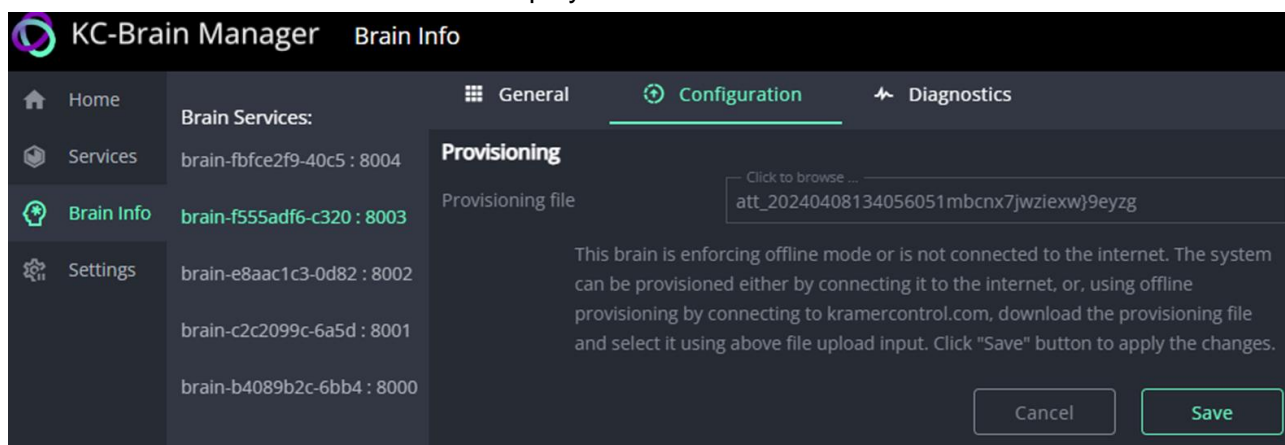 KC-Brain Manager Brain Info
Home
Services
Brain Info
Settings
Brain Services:
brain-fbfce2f9-40c5 : 8004
brain-f555adf6-c320 : 8003
brain-e8aac1c3-0d82 : 8002
brain-c2c2099c-6a5d : 8001
brain-b4089b2c-6bb4 : 8000
General Configuration Diagnostics
Provisioning
Provisioning file
Click to browse ...
att_20240408134056051mbcnx7jwziexw}9eyzg
This brain is enforcing offline mode or is not connected to the internet. The system
can be provisioned either by connecting it to the internet, or, using offline
provisioning by connecting to kramercontrol.com, download the provisioning file
and select it using above file upload input. Click "Save" button to apply the changes.
Cancel Save